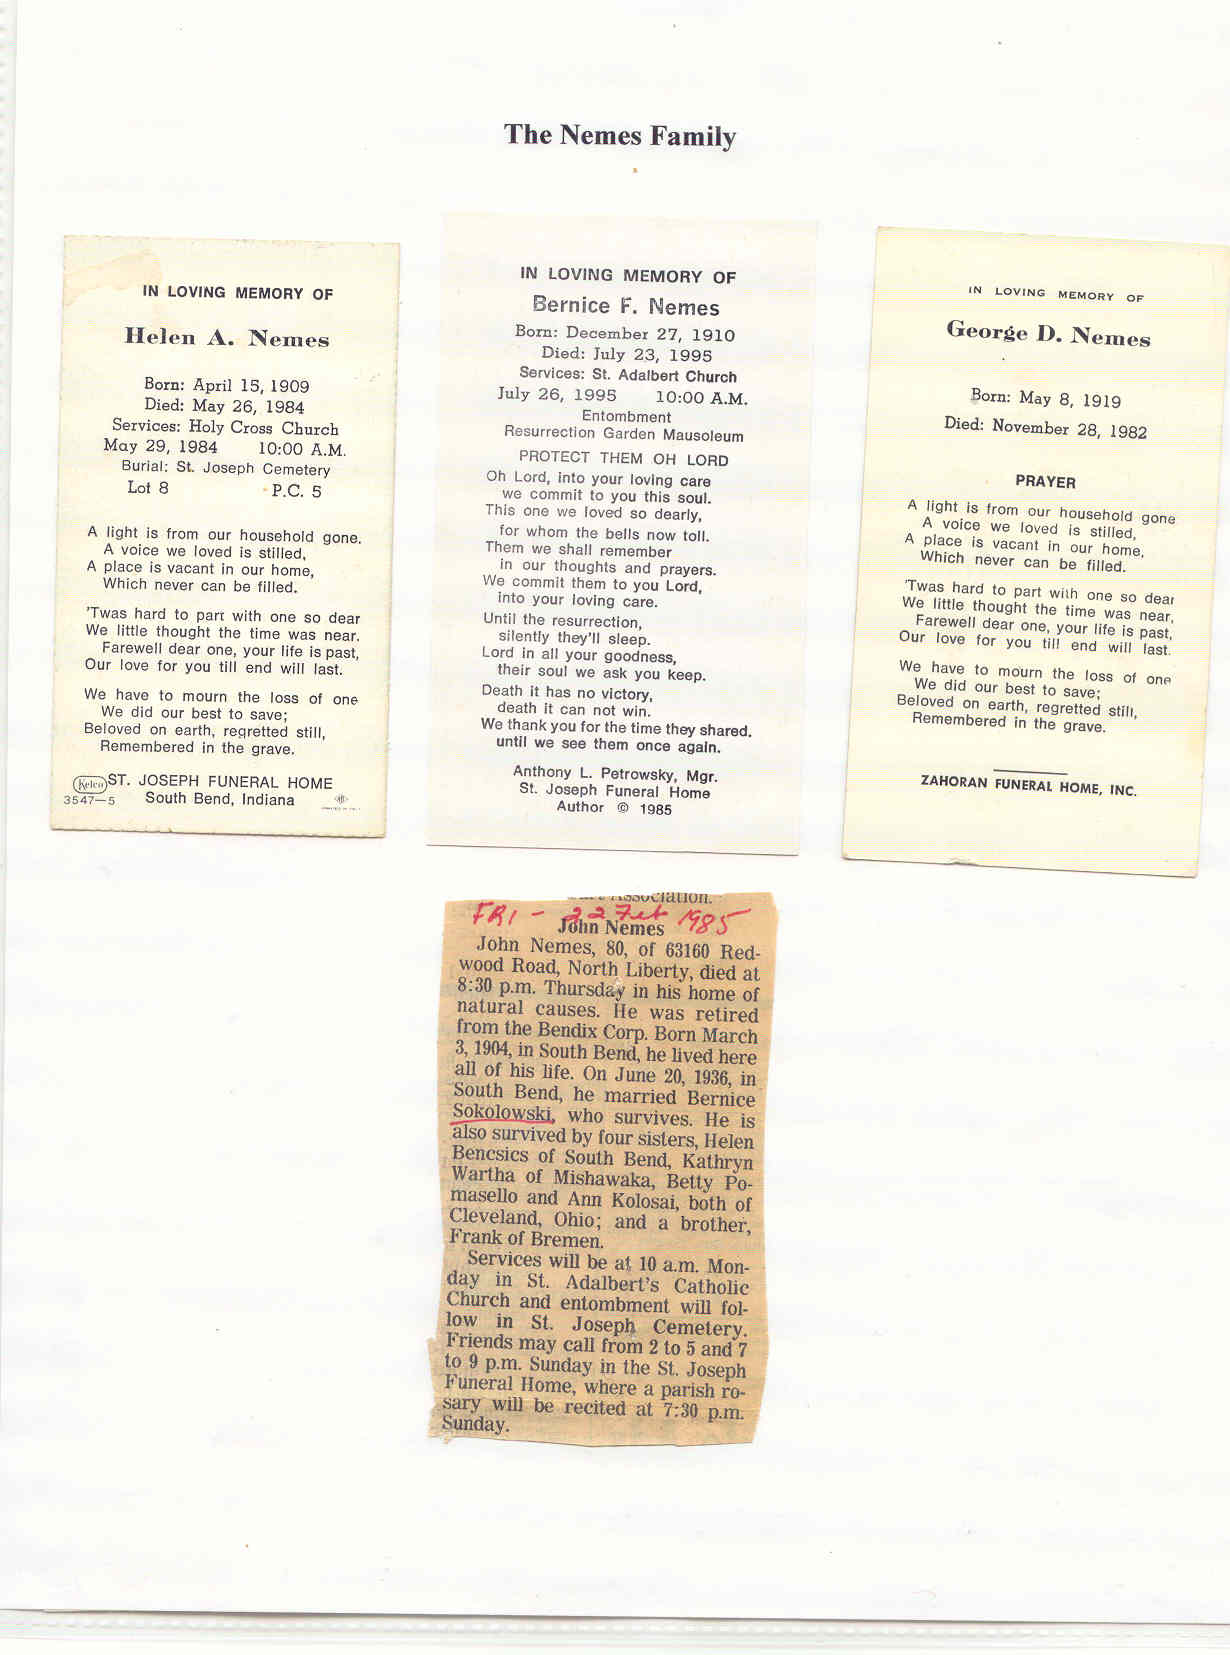 The Nemes Family
IN LOVING MEMORY OF
Helen A. Nemes
Born: April 15, 1909
Died: May 26, 1984
Services: Holy Cross Church
May 29, 1984 10:00 A.M.
Burial: St. Joseph Cemetery
Lot 8 P.C. 5
A light is from our household gone.
A voice we loved is stilled,
A place is vacant in our home,
Which never can be filled.
'Twas hard to part with one so dear
We little thought the time was near.
Farewell dear one, your life is past,
Our love for you till end will last.
We have to mourn the loss of one
We did our best to save;
Beloved on earth, regretted still,
Remembered in the grave.
Kelco ST. JOSEPH FUNERAL HOME
3547—5 South Bend, Indiana
IN LOVING MEMORY OF
Bernice F. Nemes
Born: December 27, 1910
Died: July 23, 1995
Services: St. Adalbert Church
July 26, 1995 10:00 A.M.
Entombment
Resurrection Garden Mausoleum
PROTECT THEM OH LORD
Oh Lord, into your loving care
we commit to you this soul.
This one we loved so dearly,
for whom the bells now toll.
Them we shall remember
in our thoughts and prayers.
We commit them to you Lord,
into your loving care.
Until the resurrection,
silently they'll sleep.
Lord in all your goodness,
their soul we ask you keep.
Death it has no victory,
death it can not win.
We thank you for the time they shared.
until we see them once again.
Anthony L. Petrowsky, Mgr.
St. Joseph Funeral Home
Author © 1985
IN LOVING MEMORY OF
George D. Nemes
Born: May 8, 1919
Died: November 28, 1982
PRAYER
A light is from our household gone
A voice we loved is stilled,
A place is vacant in our home,
Which never can be filled.
'Twas hard to part with one so dear
We little thought the time was near,
Farewell dear one, your life is past,
Our love for you till end will last.
We have to mourn the loss of one
We did our best to save;
Beloved on earth, regretted still,
Remembered in the grave.
ZAHORAN FUNERAL HOME, INC.
Association.
FRI - 22 Feb 1985
John Nemes
John Nemes, 80, of 63160 Red-
wood Road, North Liberty, died at
8:30 p.m. Thursday in his home of
natural causes. He was retired
from the Bendix Corp. Born March
3, 1904, in South Bend, he lived here
all of his life. On June 20, 1936, in
South Bend, he married Bernice
Sokolowski, who survives. He is
also survived by four sisters, Helen
Bencsics of South Bend, Kathryn
Wartha of Mishawaka, Betty Po-
masello and Ann Kolosai, both of
Cleveland, Ohio; and a brother,
Frank of Bremen.
Services will be at 10 a.m. Mon-
day in St. Adalbert's Catholic
Church and entombment will fol-
low in St. Joseph Cemetery.
Friends may call from 2 to 5 and 7
to 9 p.m. Sunday in the St. Joseph
Funeral Home, where a parish ro-
sary will be recited at 7:30 p.m.
Sunday.